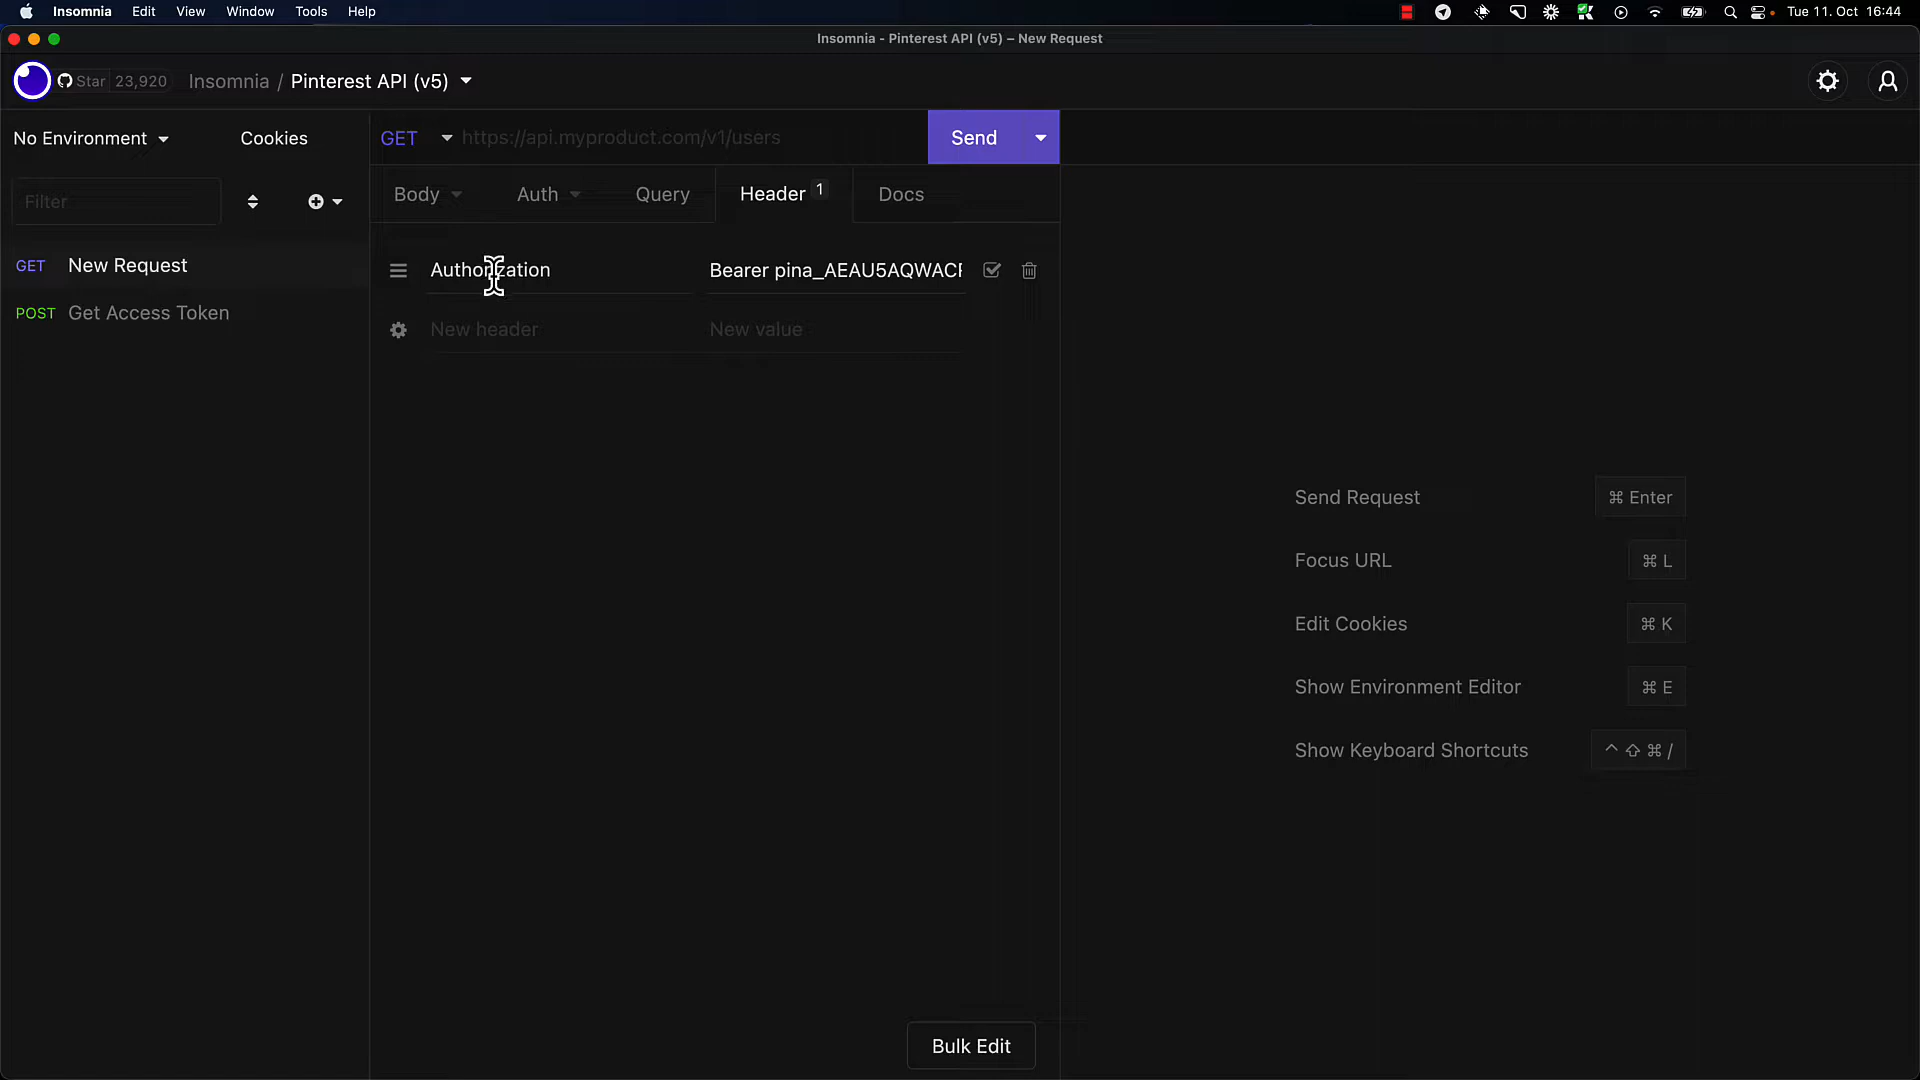 Insomnia Edit View Window Tools Help Tue 11. Oct 16:44
Insomnia - Pinterest API (v5) – New Request
Star 23,920 Insomnia / Pinterest API (v5)
No Environment Cookies GET https://api.myproduct.com/v1/users Send
Body Auth Query Header 1 Docs
Filter
GET New Request
Authorization Bearer pina_AEAU5AQWACF
POST Get Access Token
New header New value
Send Request ⌘ Enter
Focus URL ⌘ L
Edit Cookies ⌘ K
Show Environment Editor ⌘ E
Show Keyboard Shortcuts ^ ⇧ ⌘ /
Bulk Edit